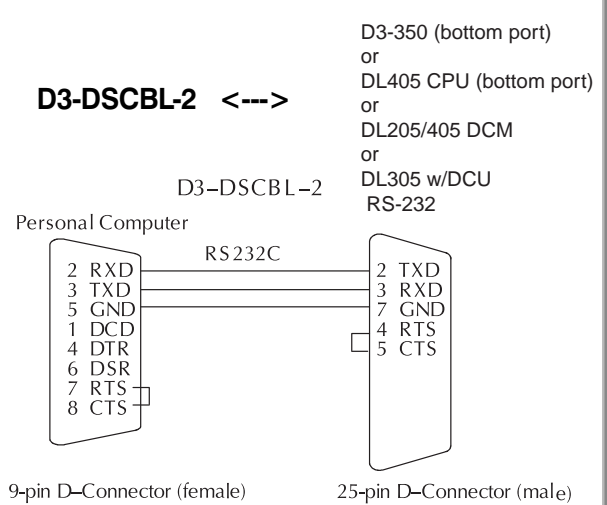 D3-DSCBL-2 <--->
D3-350 (bottom port)
or
DL405 CPU (bottom port)
or
DL205/405 DCM
or
DL305 w/DCU
RS-232
D3–DSCBL–2
Personal Computer
RS232C
2 RXD
3 TXD
5 GND
1 DCD
4 DTR
6 DSR
7 RTS
8 CTS
2 TXD
3 RXD
7 GND
4 RTS
5 CTS
9-pin D–Connector (female)
25-pin D–Connector (male)